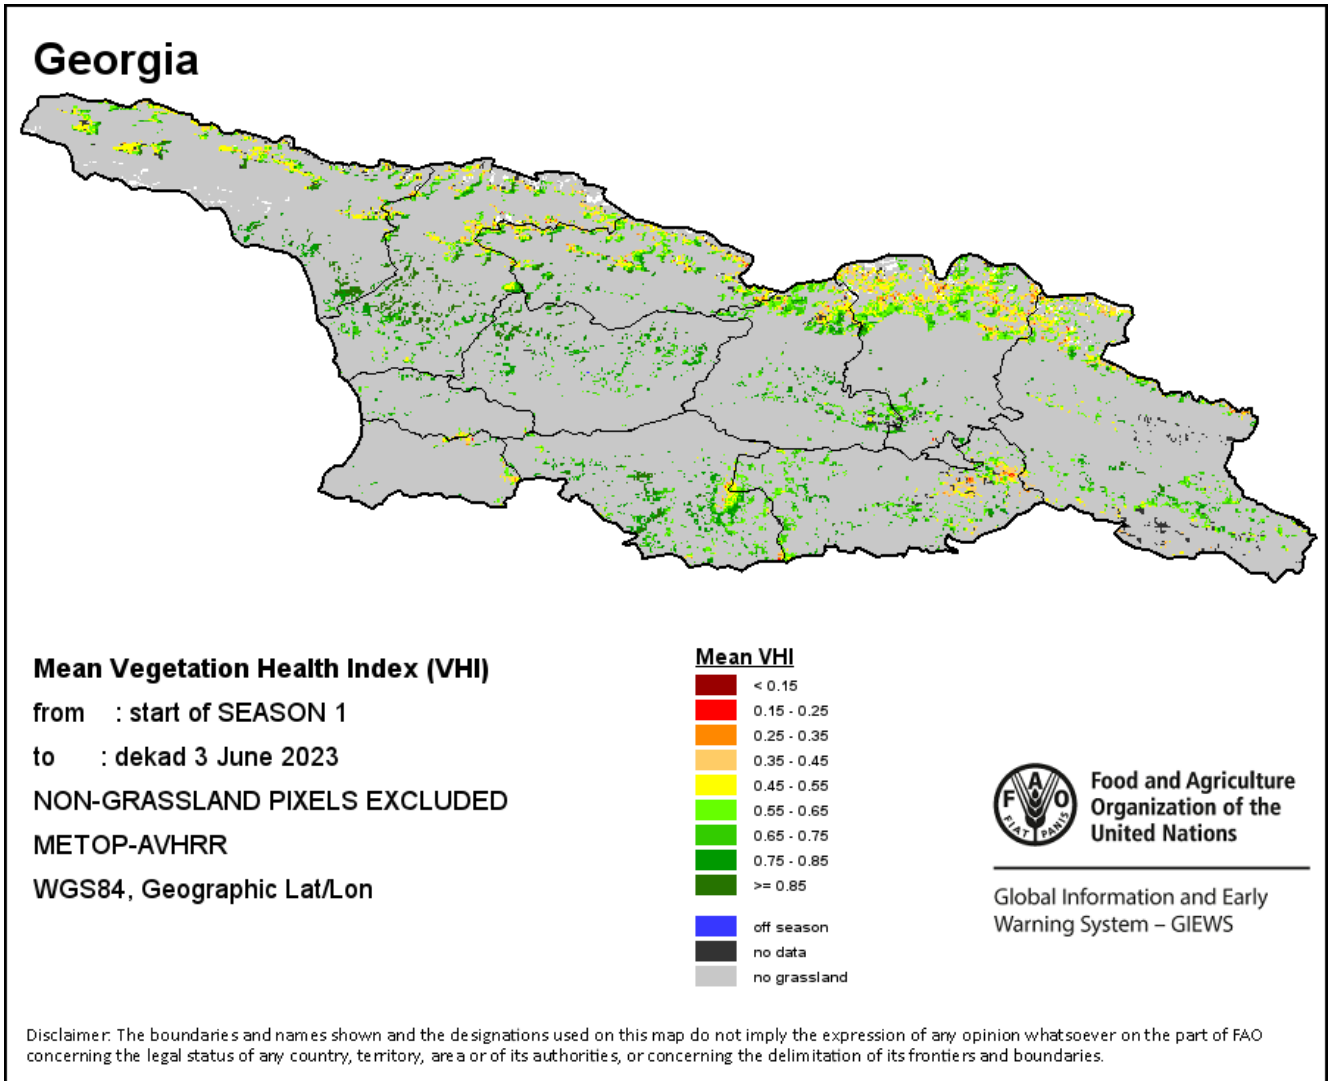 Georgia
Mean Vegetation Health Index (VHI)
from : start of SEASON 1
to : dekad 3 June 2023
NON-GRASSLAND PIXELS EXCLUDED
METOP-AVHRR
WGS84, Geographic Lat/Lon
Mean VHI
< 0.15
0.15 - 0.25
0.25 - 0.35
0.35 - 0.45
0.45 - 0.55
0.55 - 0.65
0.65 - 0.75
0.75 - 0.85
>= 0.85
off season
no data
no grassland
F A O
FIAT PANIS
Food and Agriculture
Organization of the
United Nations
Global Information and Early
Warning System – GIEWS
Disclaimer: The boundaries and names shown and the designations used on this map do not imply the expression of any opinion whatsoever on the part of FAO
concerning the legal status of any country, territory, area or of its authorities, or concerning the delimitation of its frontiers and boundaries.